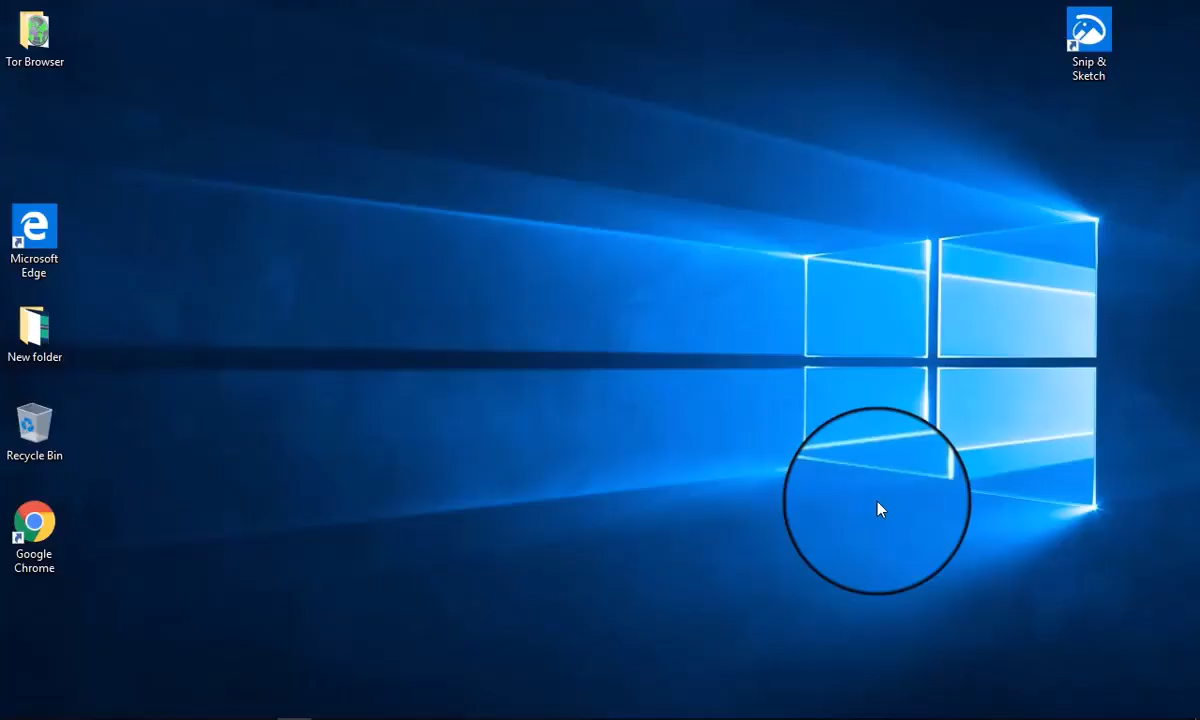 Tor Browser
Snip &
Sketch
Microsoft
Edge
New folder
Recycle Bin
Google
Chrome